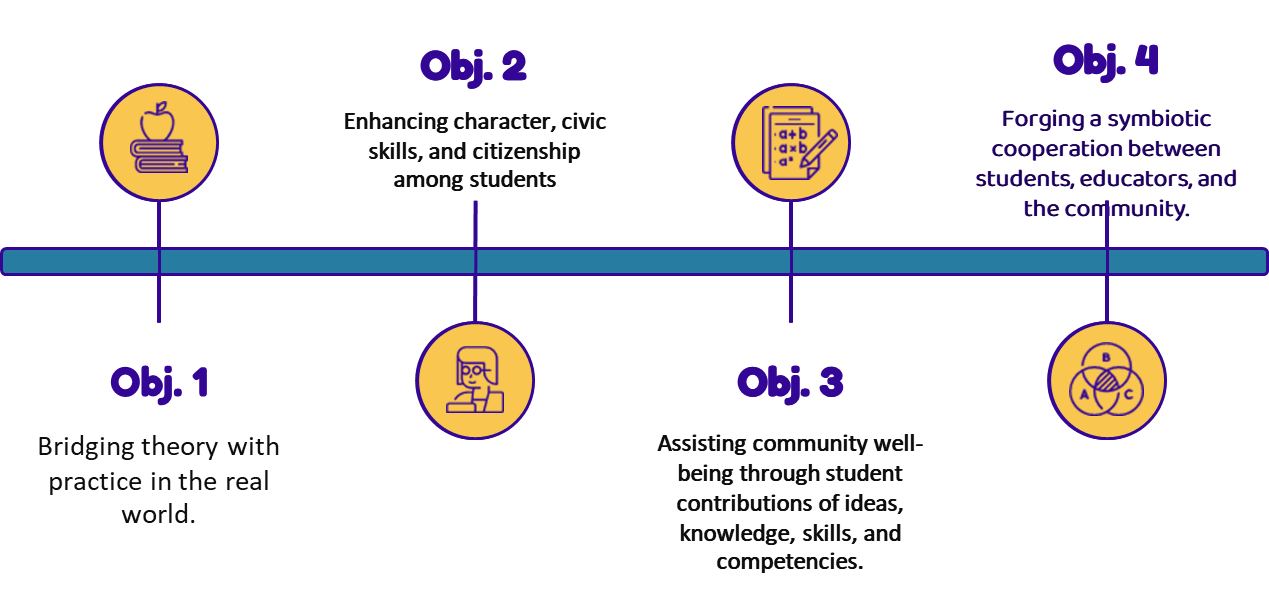 Obj. 1
Bridging theory with
practice in the real
world.
Obj. 2
Enhancing character, civic
skills, and citizenship
among students
Obj. 3
Assisting community well-
being through student
contributions of ideas,
knowledge, skills, and
competencies.
a+b
a×b
a*
Obj. 4
Forging a symbiotic
cooperation between
students, educators, and
the community.
B
A C